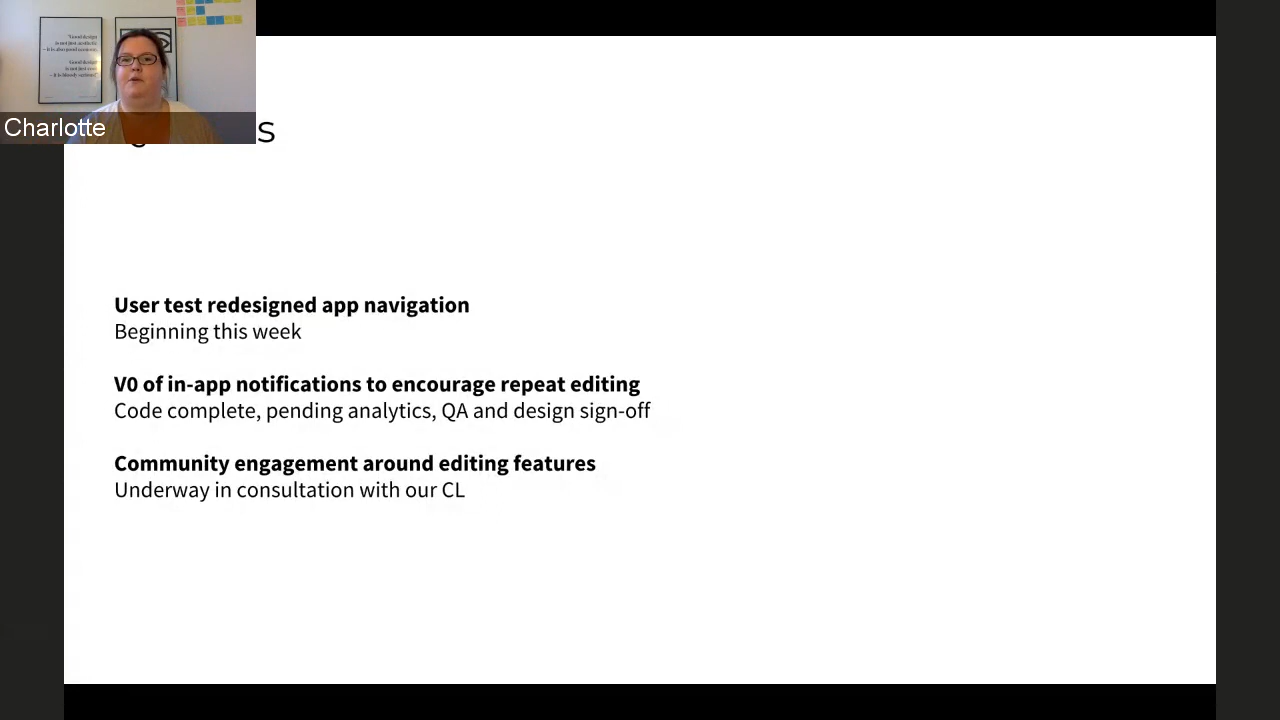 Charlotte
User test redesigned app navigation
Beginning this week
V0 of in-app notifications to encourage repeat editing
Code complete, pending analytics, QA and design sign-off
Community engagement around editing features
Underway in consultation with our CL